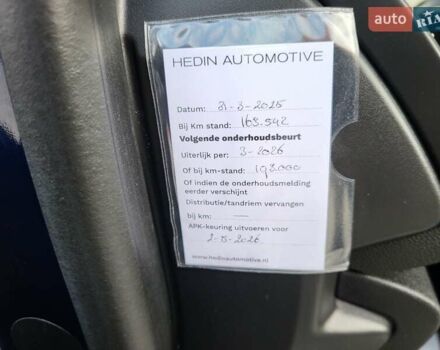 auto RIA
HEDIN AUTOMOTIVE
Datum: 31-3-2025
Bij Km stand: 163.542
Volgende onderhoudsbeurt
Uiterlijk per: 3-2026
Of bij km-stand: 193.000
Of indien de onderhoudsmelding
eerder verschijnt
Distributie/tandriem vervangen
bij km: —
APK-keuring uitvoeren voor
2-5-2026
www.hedinautomotive.nl